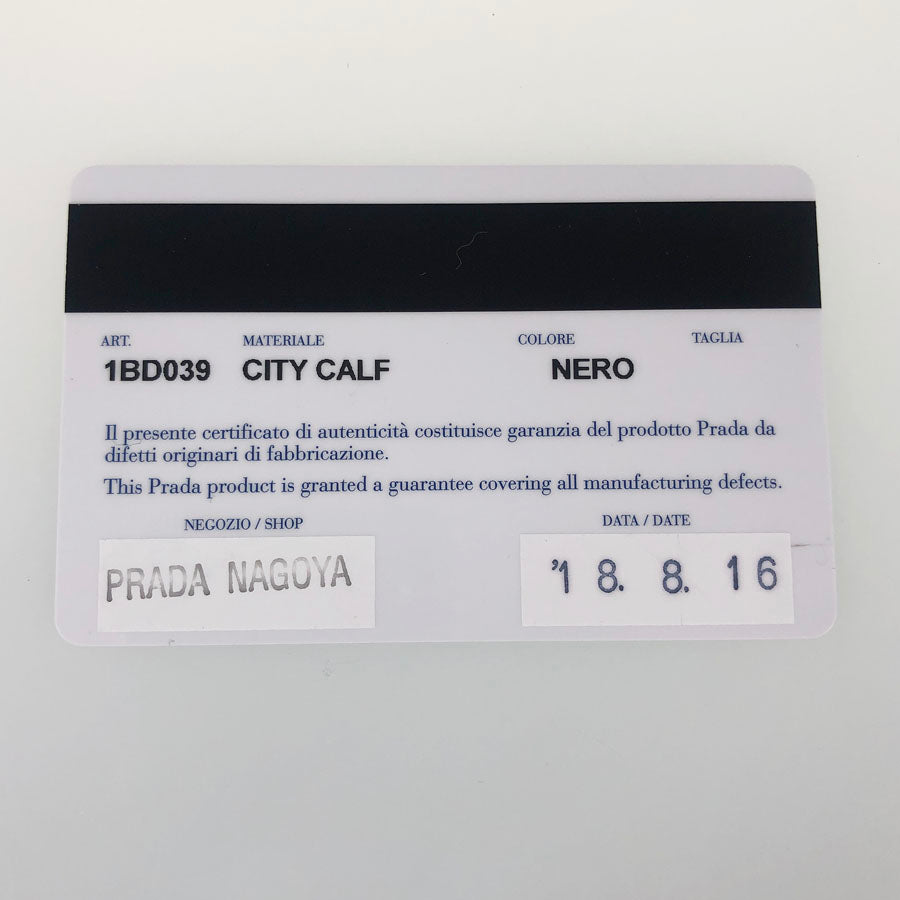 ART. MATERIALE COLORE TAGLIA
1BD039 CITY CALF NERO
Il presente certificato di autenticità costituisce garanzia del prodotto Prada da
difetti originari di fabbricazione.
This Prada product is granted a guarantee covering all manufacturing defects.
NEGOZIO / SHOP DATA / DATE
PRADA NAGOYA '18. 8. 16